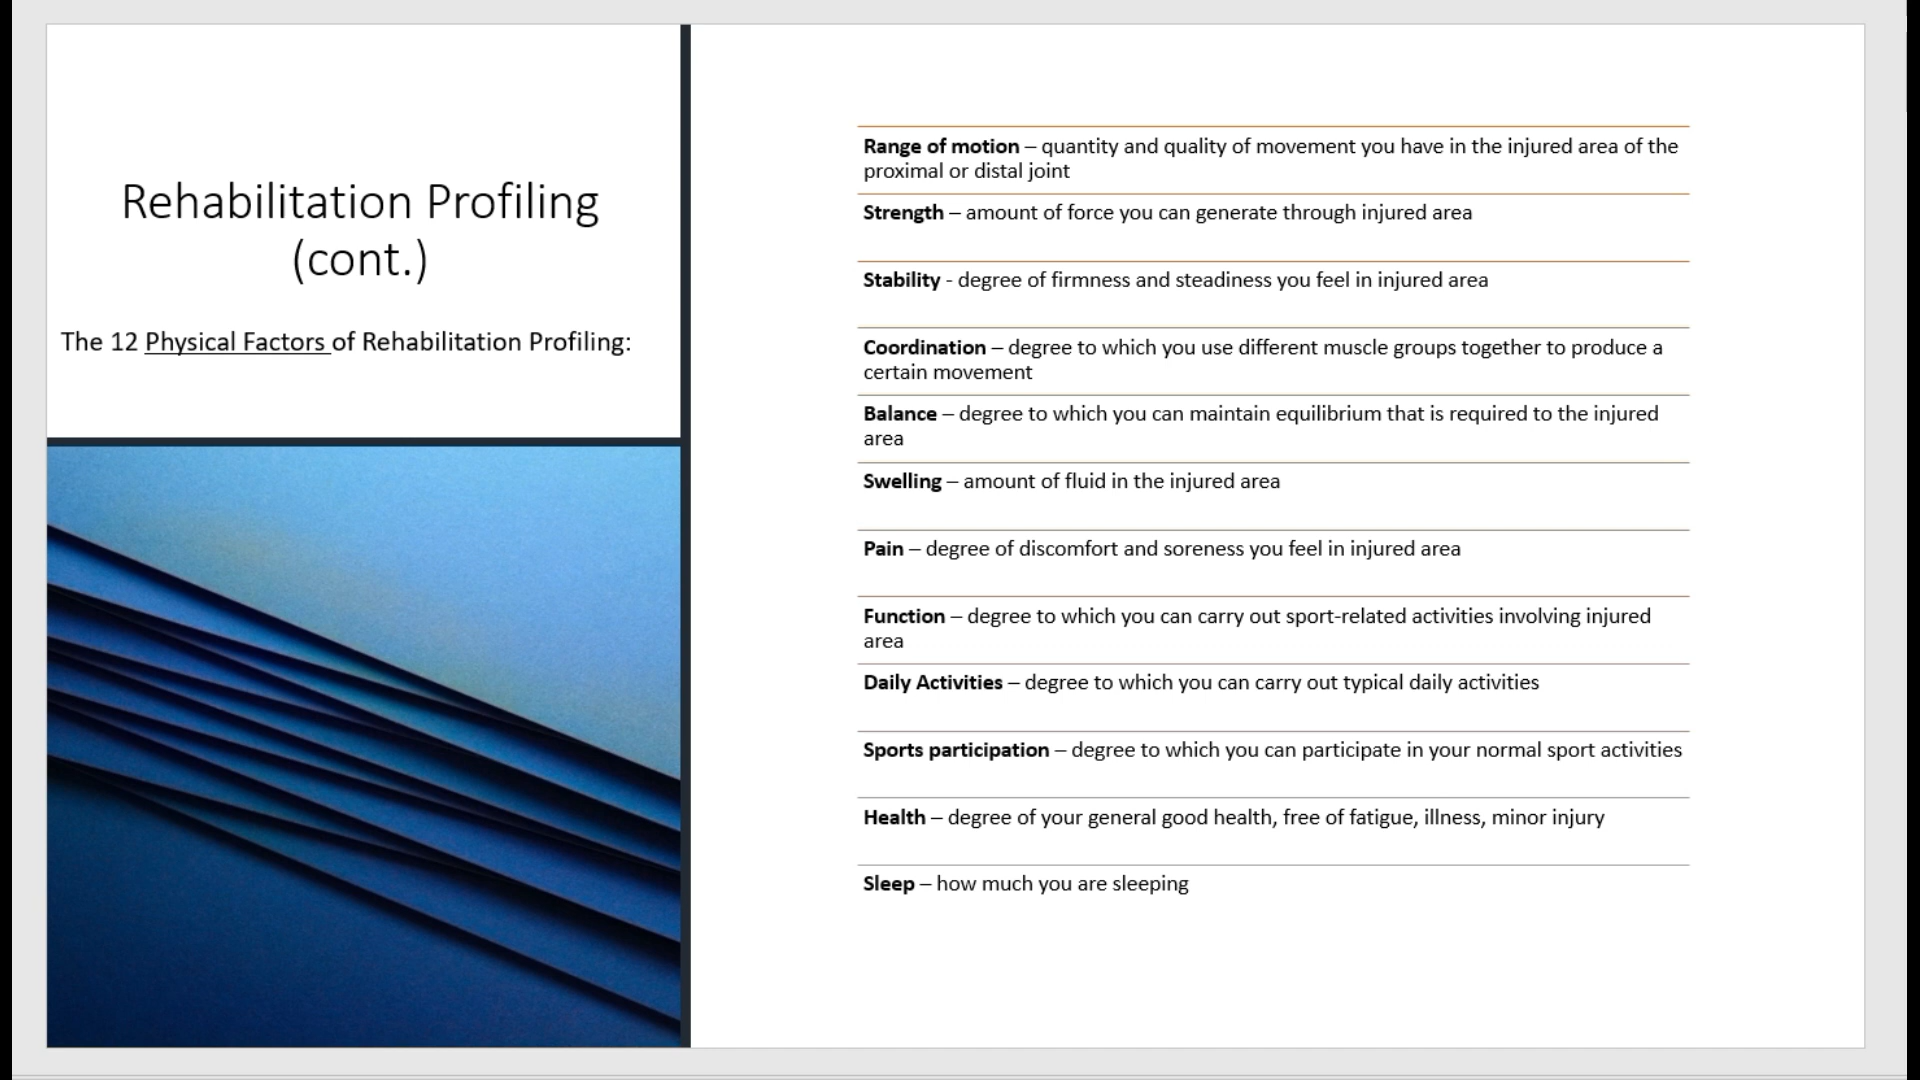 Rehabilitation Profiling
(cont.)
The 12 Physical Factors of Rehabilitation Profiling:
Range of motion – quantity and quality of movement you have in the injured area of the
proximal or distal joint
Strength – amount of force you can generate through injured area
Stability - degree of firmness and steadiness you feel in injured area
Coordination – degree to which you use different muscle groups together to produce a
certain movement
Balance – degree to which you can maintain equilibrium that is required to the injured
area
Swelling – amount of fluid in the injured area
Pain – degree of discomfort and soreness you feel in injured area
Function – degree to which you can carry out sport-related activities involving injured
area
Daily Activities – degree to which you can carry out typical daily activities
Sports participation – degree to which you can participate in your normal sport activities
Health – degree of your general good health, free of fatigue, illness, minor injury
Sleep – how much you are sleeping